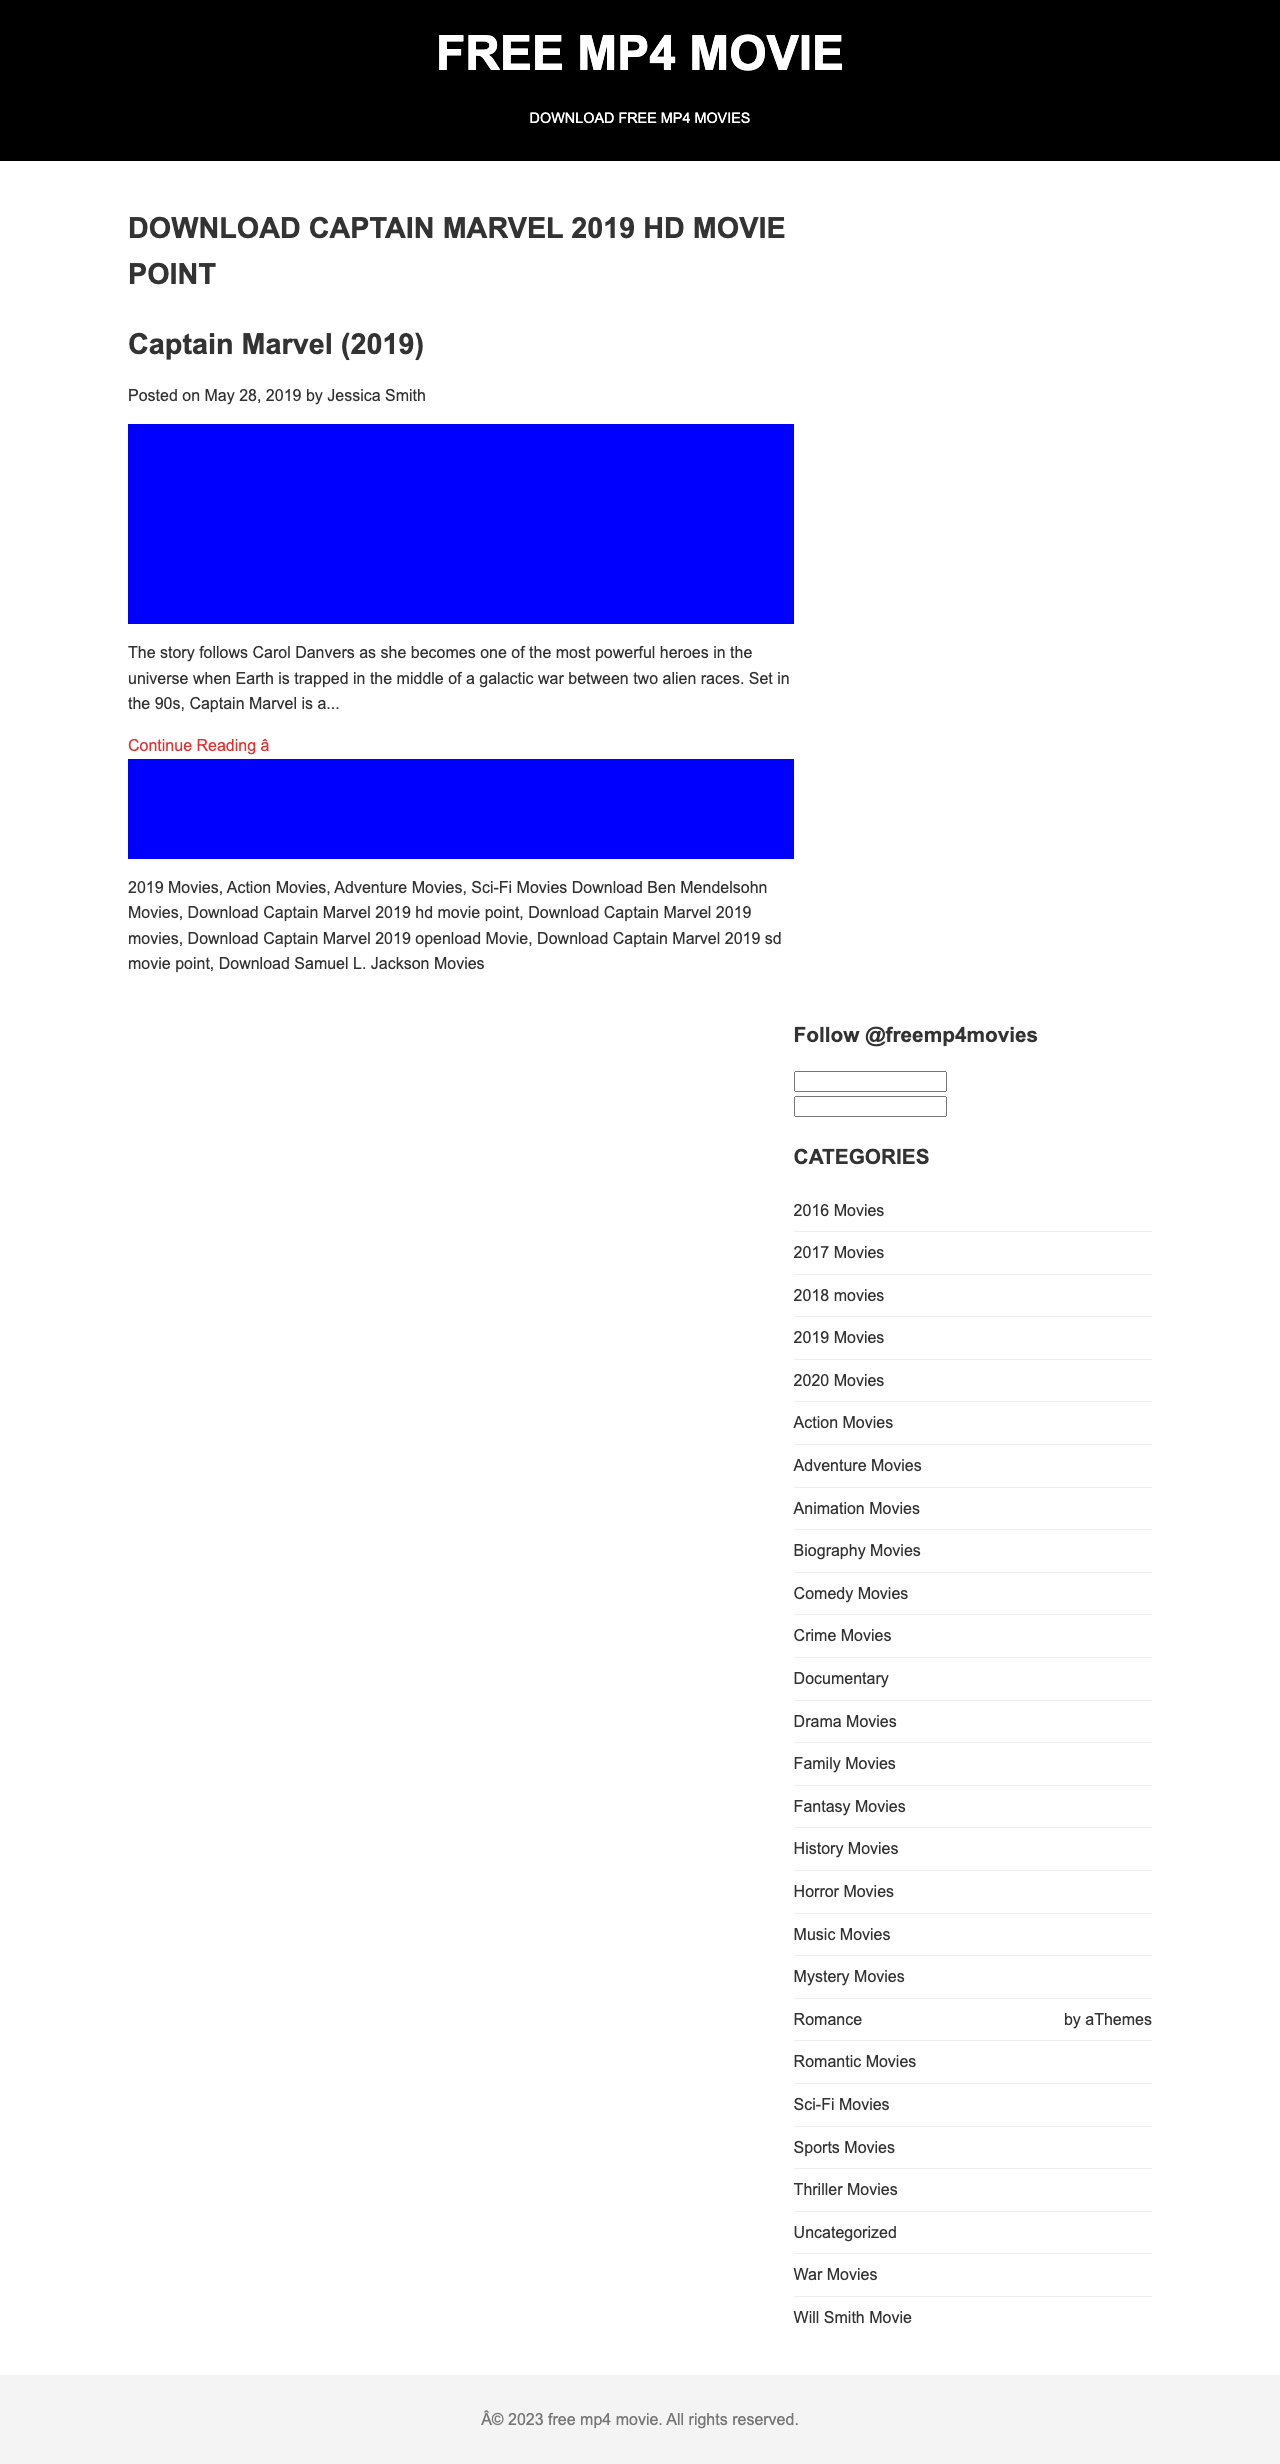 FREE MP4 MOVIE
DOWNLOAD FREE MP4 MOVIES
DOWNLOAD CAPTAIN MARVEL 2019 HD MOVIE
POINT
Captain Marvel (2019)
Posted on May 28, 2019 by Jessica Smith
The story follows Carol Danvers as she becomes one of the most powerful heroes in the
universe when Earth is trapped in the middle of a galactic war between two alien races. Set in
the 90s, Captain Marvel is a...
Continue Reading â
2019 Movies, Action Movies, Adventure Movies, Sci-Fi Movies Download Ben Mendelsohn
Movies, Download Captain Marvel 2019 hd movie point, Download Captain Marvel 2019
movies, Download Captain Marvel 2019 openload Movie, Download Captain Marvel 2019 sd
movie point, Download Samuel L. Jackson Movies
Follow @freemp4movies
CATEGORIES
2016 Movies
2017 Movies
2018 movies
2019 Movies
2020 Movies
Action Movies
Adventure Movies
Animation Movies
Biography Movies
Comedy Movies
Crime Movies
Documentary
Drama Movies
Family Movies
Fantasy Movies
History Movies
Horror Movies
Music Movies
Mystery Movies
Romance by aThemes
Romantic Movies
Sci-Fi Movies
Sports Movies
Thriller Movies
Uncategorized
War Movies
Will Smith Movie
Â© 2023 free mp4 movie. All rights reserved.